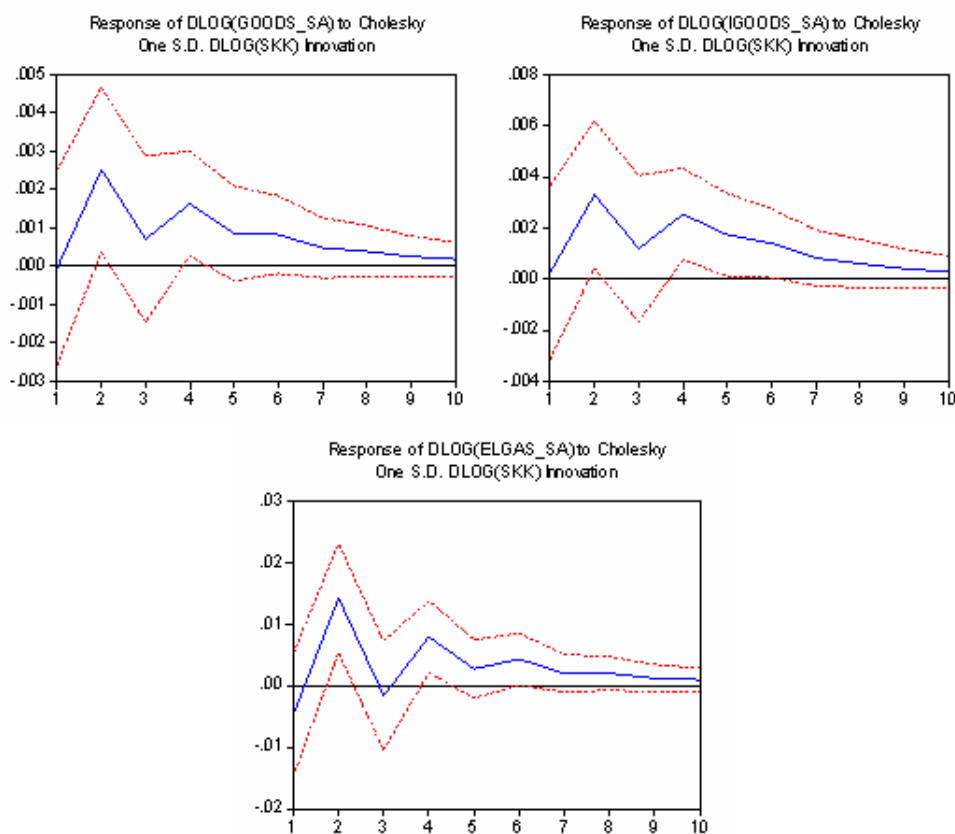 Response of DLOG(GOODS_SA) to Cholesky
One S.D. DLOG(SKK) Innovation
.005
.004
.003
.002
.001
.000
-.001
-.002
-.003
1 2 3 4 5 6 7 8 9 10
Response of DLOG(IGOODS_SA) to Cholesky
One S.D. DLOG(SKK) Innovation
.008
.006
.004
.002
.000
-.002
-.004
1 2 3 4 5 6 7 8 9 10
Response of DLOG(ELGAS_SA) to Cholesky
One S.D. DLOG(SKK) Innovation
.03
.02
.01
.00
-.01
-.02
1 2 3 4 5 6 7 8 9 10